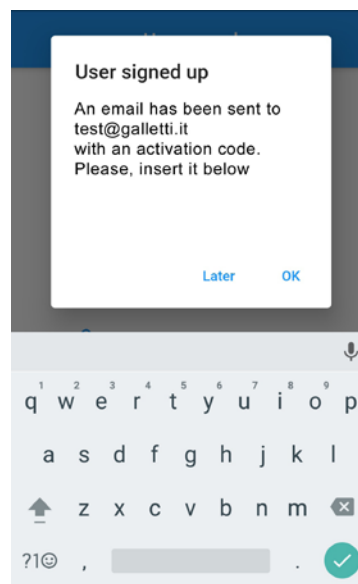 User signed up
An email has been sent to
test@galletti.it
with an activation code.
Please, insert it below
Later OK
1 2 3 4 5 6 7 8 9
q w e r t y u i o p
a s d f g h j k l
z x c v b n m
?1☺ , .